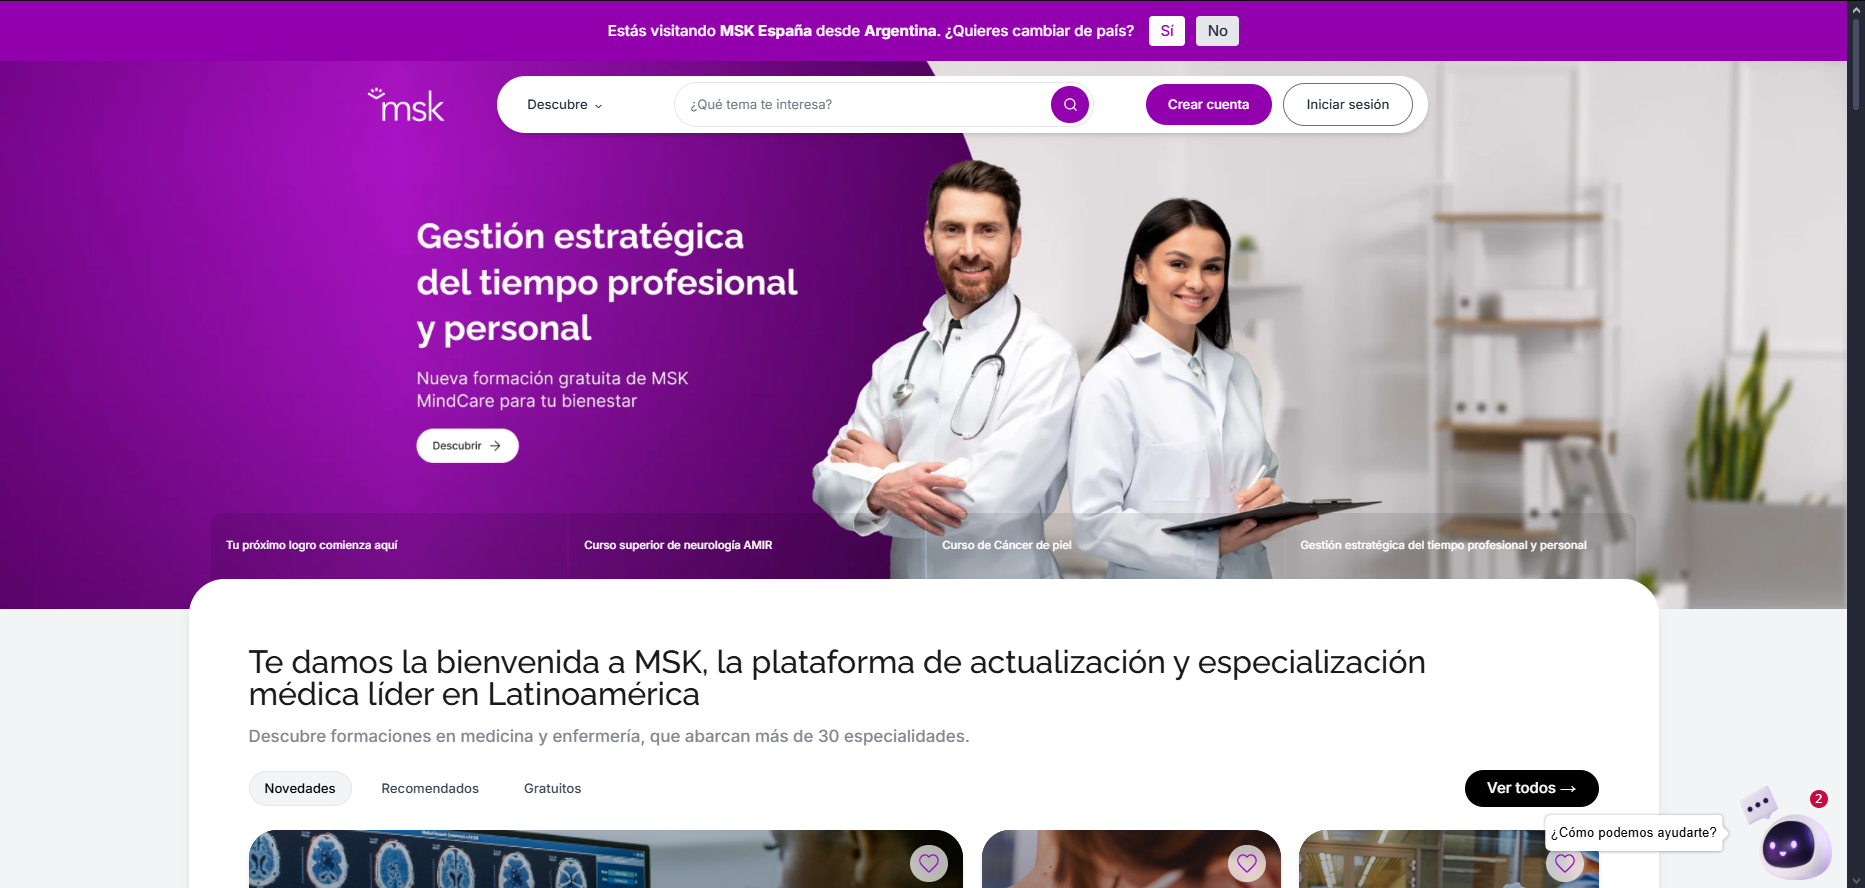 Estás visitando MSK España desde Argentina. ¿Quieres cambiar de país? Sí No
msk
Descubre
¿Qué tema te interesa?
Crear cuenta
Iniciar sesión
Gestión estratégica
del tiempo profesional
y personal
Nueva formación gratuita de MSK
MindCare para tu bienestar
Descubrir →
Tu próximo logro comienza aquí
Curso superior de neurología AMIR
Curso de Cáncer de piel
Gestión estratégica del tiempo profesional y personal
Te damos la bienvenida a MSK, la plataforma de actualización y especialización
médica líder en Latinoamérica
Descubre formaciones en medicina y enfermería, que abarcan más de 30 especialidades.
Novedades
Recomendados
Gratuitos
Ver todos →
2
¿Cómo podemos ayudarte?